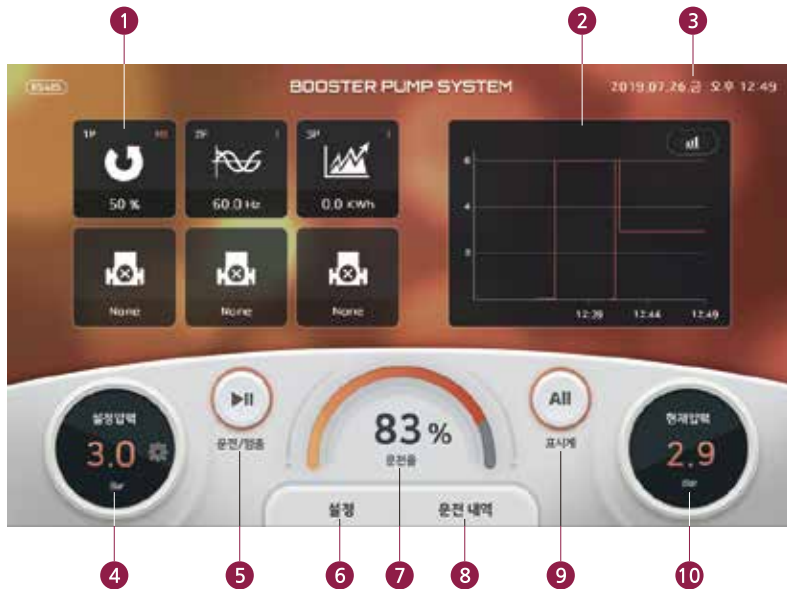 1 2 3
RS485 BOOSTER PUMP SYSTEM 2019.07.26.금 오후 12:49
1P
50 %
2P
60.0 Hz
3P
0.0 KWh
None
None
None
6
4
2
12:39 12:44 12:49
설정압력
3.0
Bar
운전/멈춤
83 %
운전율
All
표시계
현재압력
2.9
Bar
설정 운전 내역
4 5 6 7 8 9 10